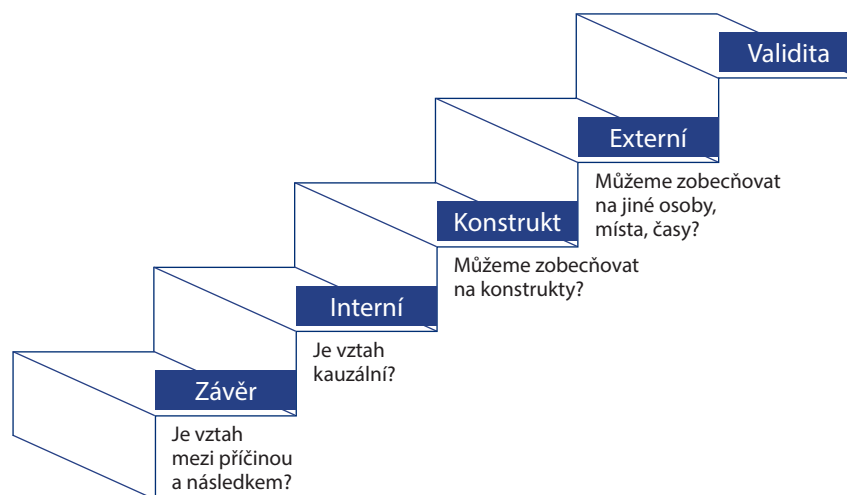 Validita
Externí
Můžeme zobecňovat
na jiné osoby,
místa, časy?
Konstrukt
Můžeme zobecňovat
na konstrukty?
Interní
Je vztah
kauzální?
Závěr
Je vztah
mezi příčinou
a následkem?